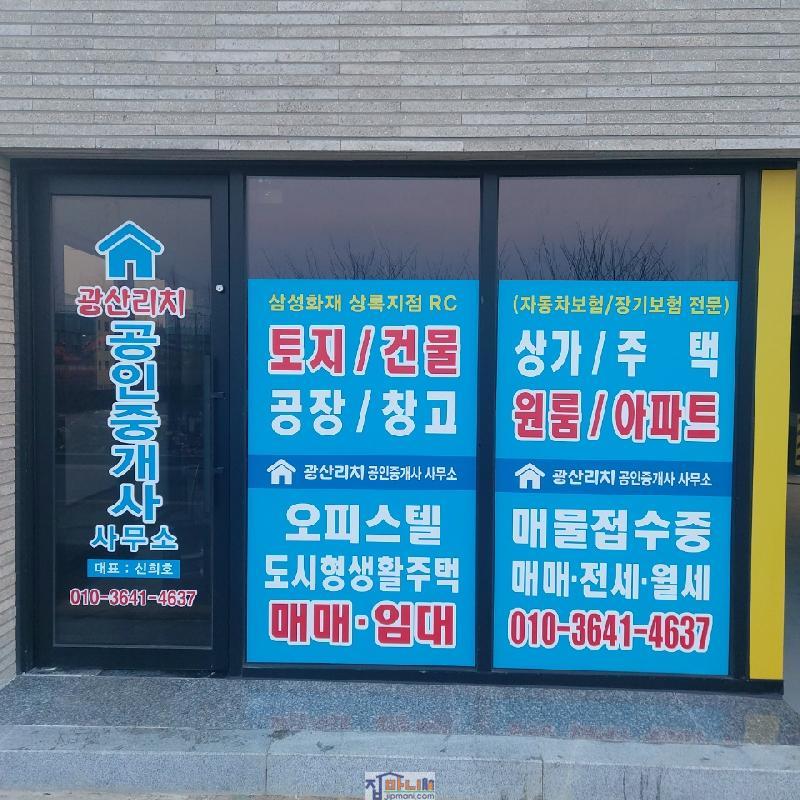 광산리치
공인중개사
사무소
대표 : 신희호
010-3641-4637
삼성화재 상록지점 RC
토지 / 건물
공장 / 창고
광산리치 공인중개사 사무소
오피스텔
도시형생활주택
매매·임대
(자동차보험/장기보험 전문)
상가 / 주 택
원룸 / 아파트
광산리치 공인중개사 사무소
매물접수중
매매·전세·월세
010-3641-4637
집마니써
jipmani.com